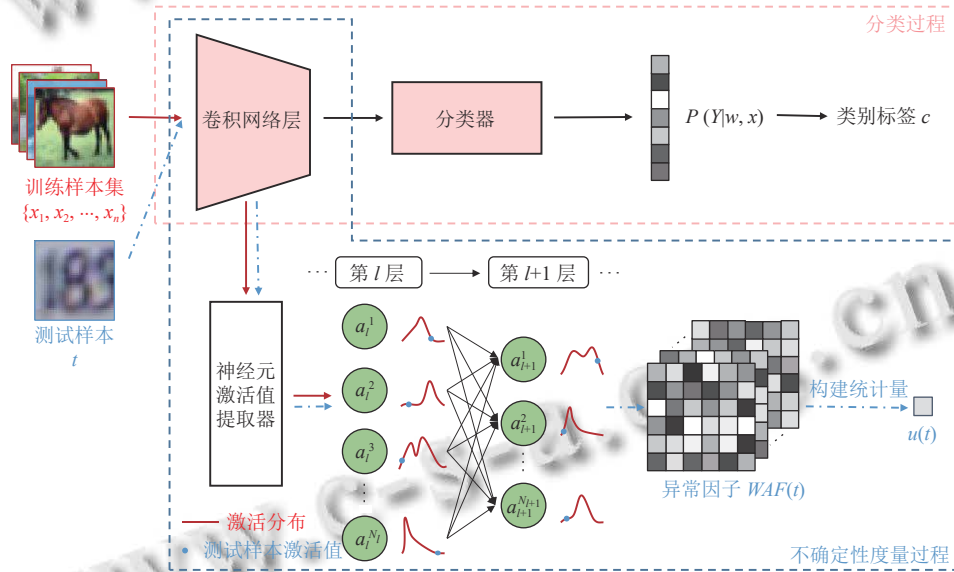 分类过程
卷积网络层
分类器
P (Y|w, x)
类别标签 c
训练样本集
{x₁, x₂, ···, xₙ}
183
测试样本
t
··· 第 l 层
第 l+1 层 ···
神经元
激活值
提取器
a_l^1
a_l^2
a_l^3
a_l^{N_l}
a_{l+1}^1
a_{l+1}^2
a_{l+1}^{N_{l+1}}
构建统计量
u(t)
异常因子 WAF(t)
激活分布
测试样本激活值
不确定性度量过程
www.c-s-a.org.cn